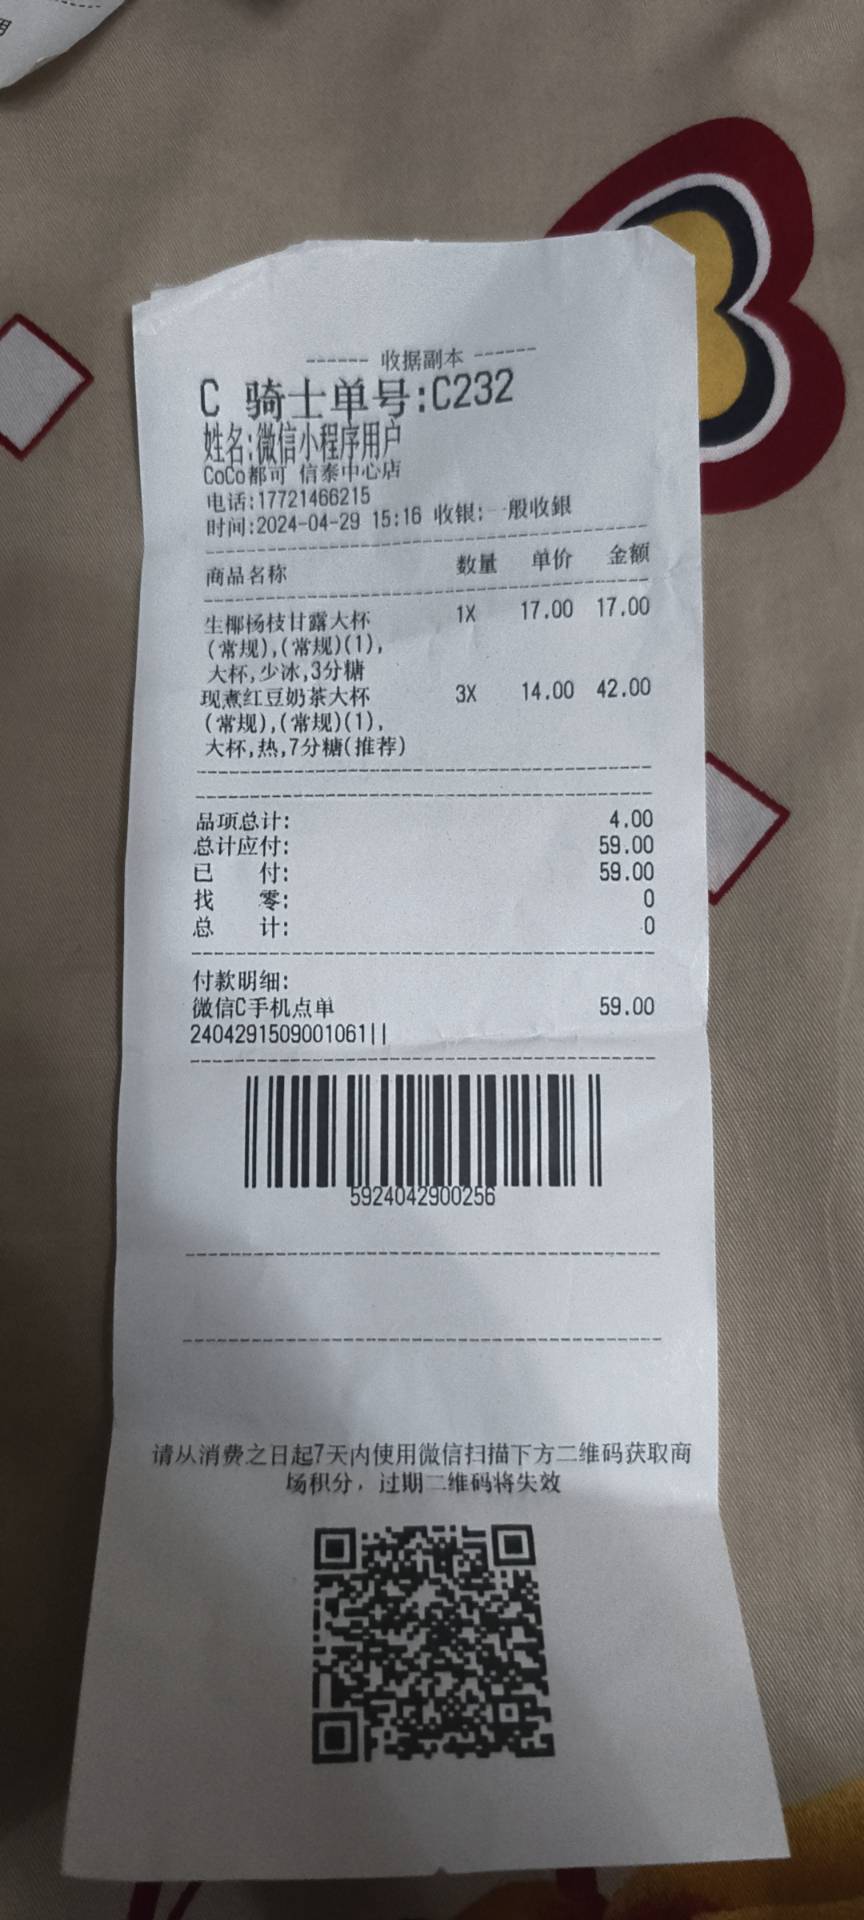 ------ 收据副本 ------
C 骑士单号:C232
姓名:微信小程序用户
CoCo都可 信泰中心店
电话:17721466215
时间:2024-04-29 15:16 收银: 一般收銀
商品名称 数量 单价 金额
生椰杨枝甘露大杯 1X 17.00 17.00
(常规),(常规)(1),
大杯,少冰,3分糖
现煮红豆奶茶大杯 3X 14.00 42.00
(常规),(常规)(1),
大杯,热,7分糖(推荐)
品项总计: 4.00
总计应付: 59.00
已 付: 59.00
找 零: 0
总 计: 0
付款明细:
微信C手机点单 59.00
2404291509001061||
5924042900256
请从消费之日起7天内使用微信扫描下方二维码获取商
场积分，过期二维码将失效